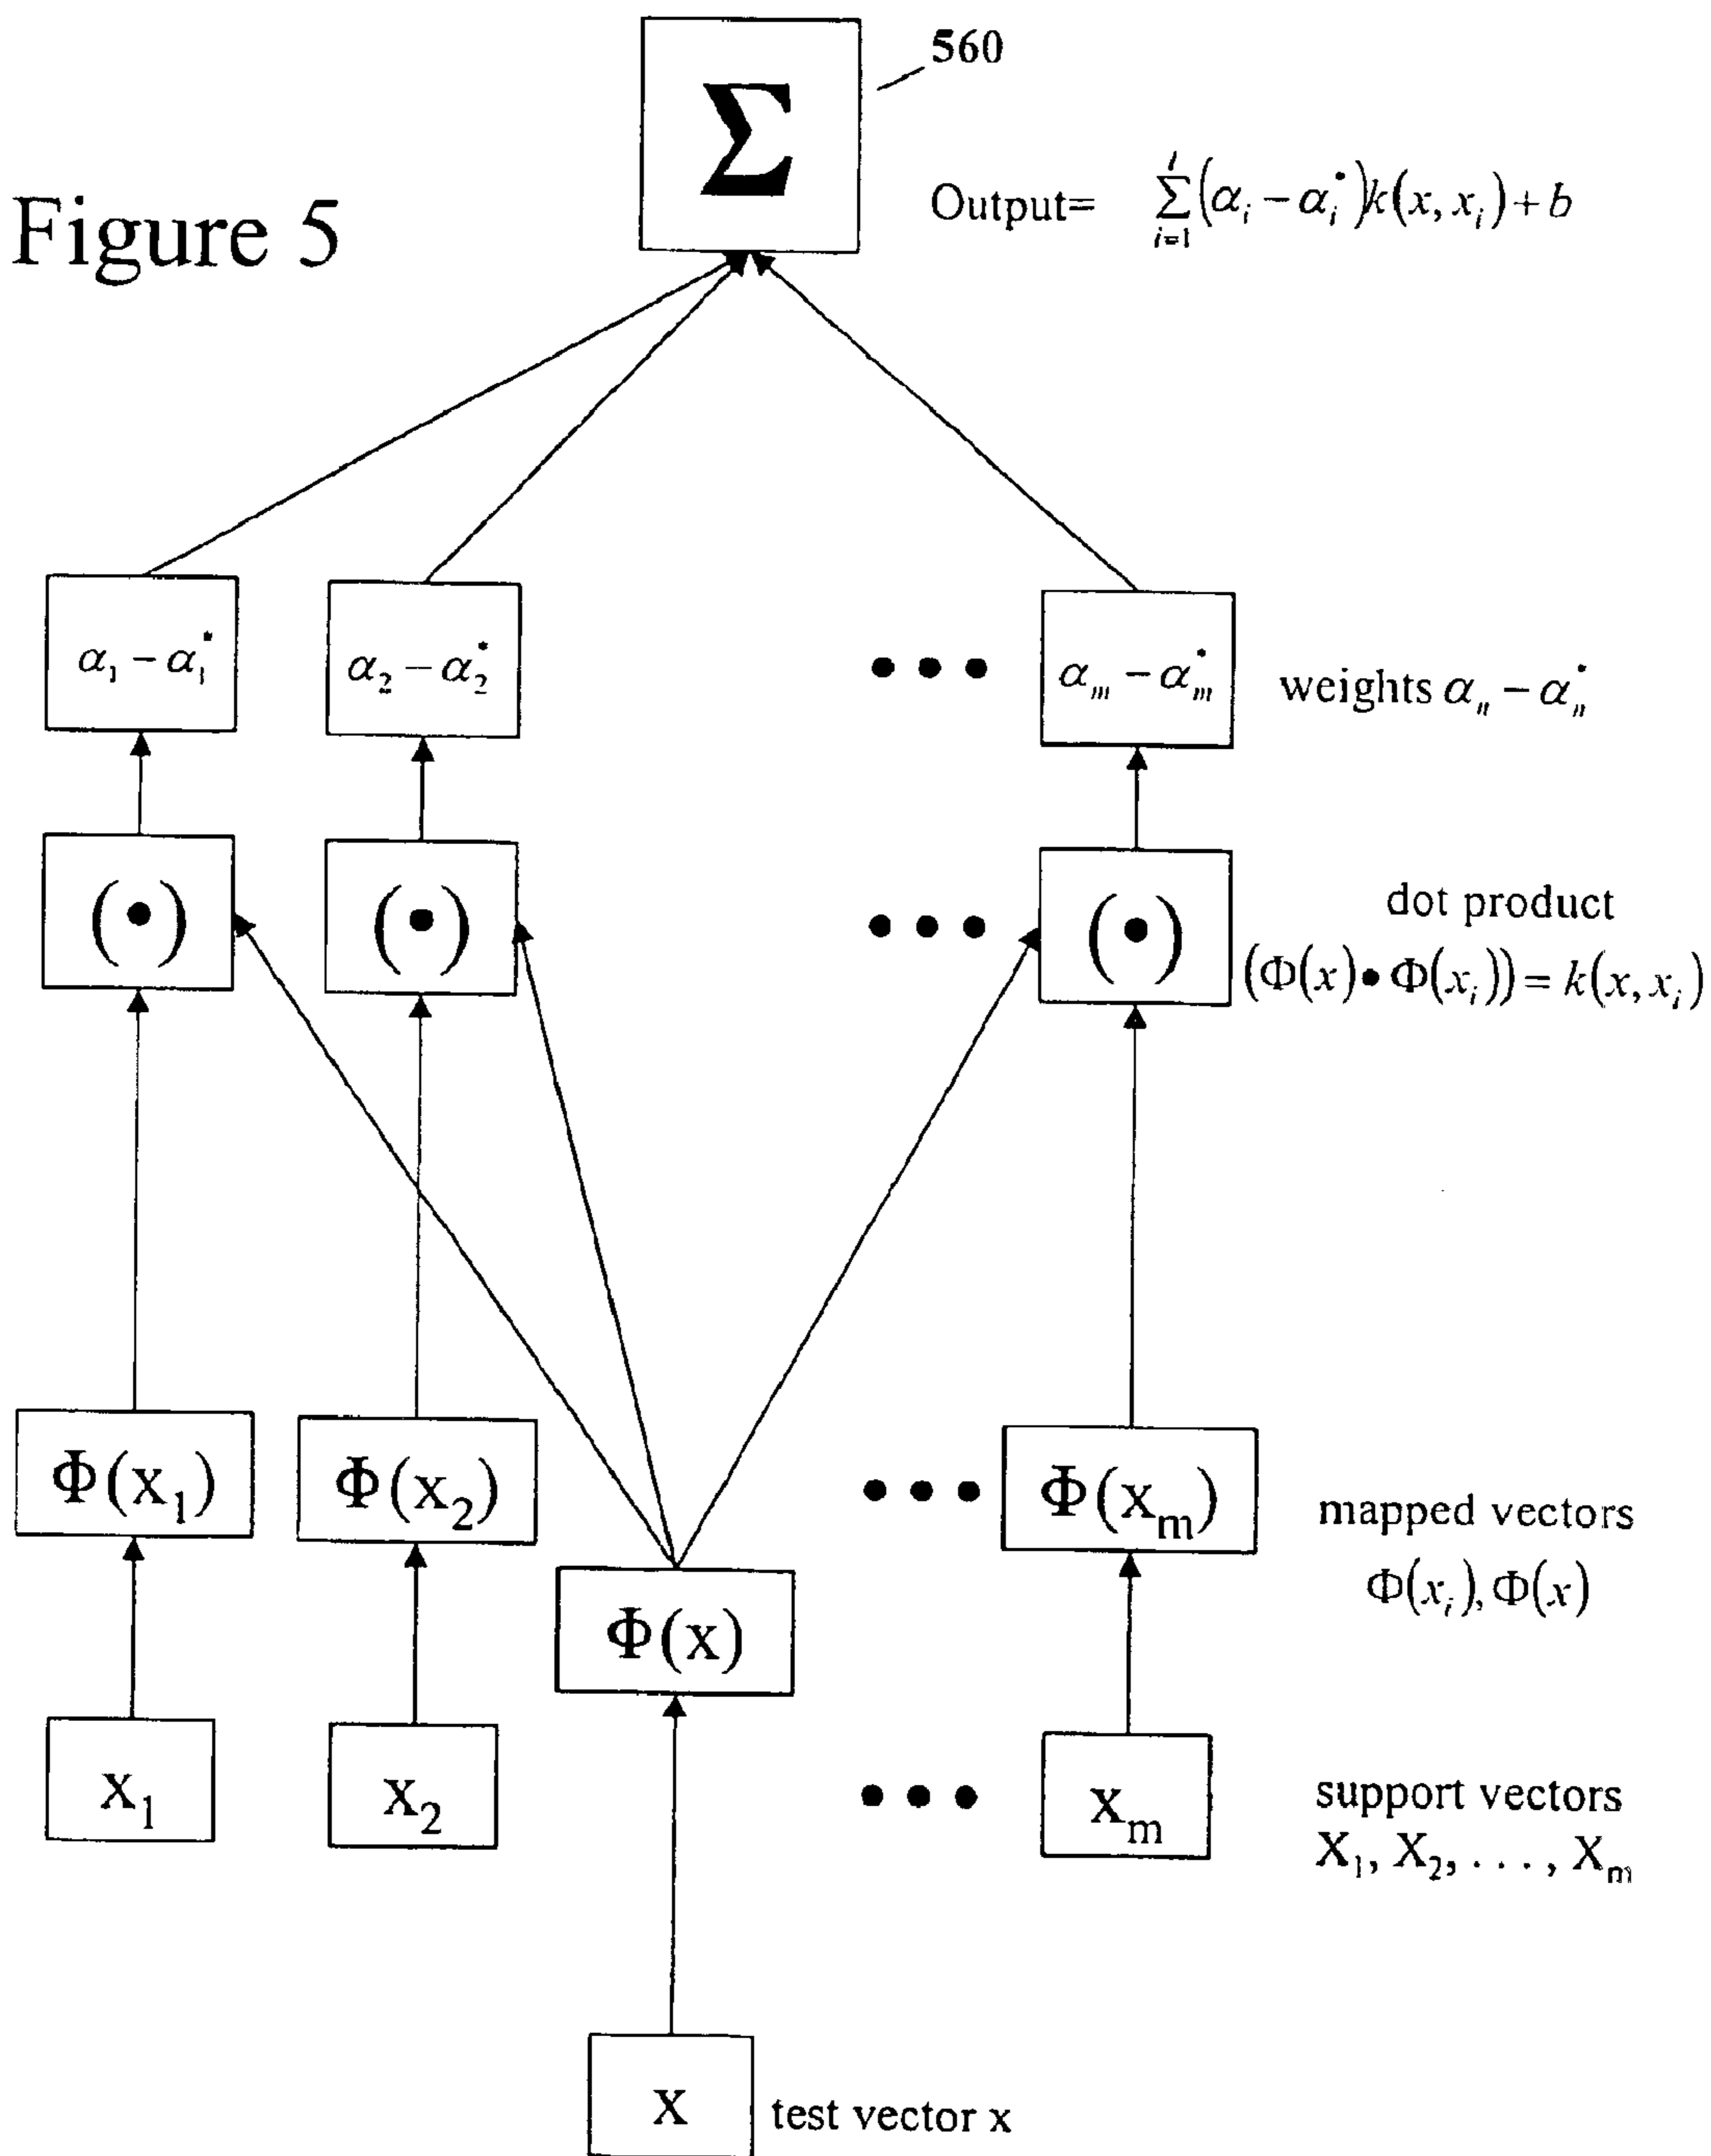 560
Σ
Figure 5
Output= \sum_{i=1}^{l}(α_i − α_i^*)k(x, x_i) + b
α_1 − α_1^*
α_2 − α_2^*
• • •
α_m − α_m^*
weights α_n − α_n^*
(•)
(•)
• • •
(•)
dot product
(Φ(x)• Φ(x_i)) = k(x, x_i)
Φ(x_1)
Φ(x_2)
• • •
Φ(x_m)
mapped vectors
Φ(x_i), Φ(x)
Φ(x)
x_1
x_2
• • •
x_m
support vectors
X_1, X_2, . . . , X_m
x
test vector x